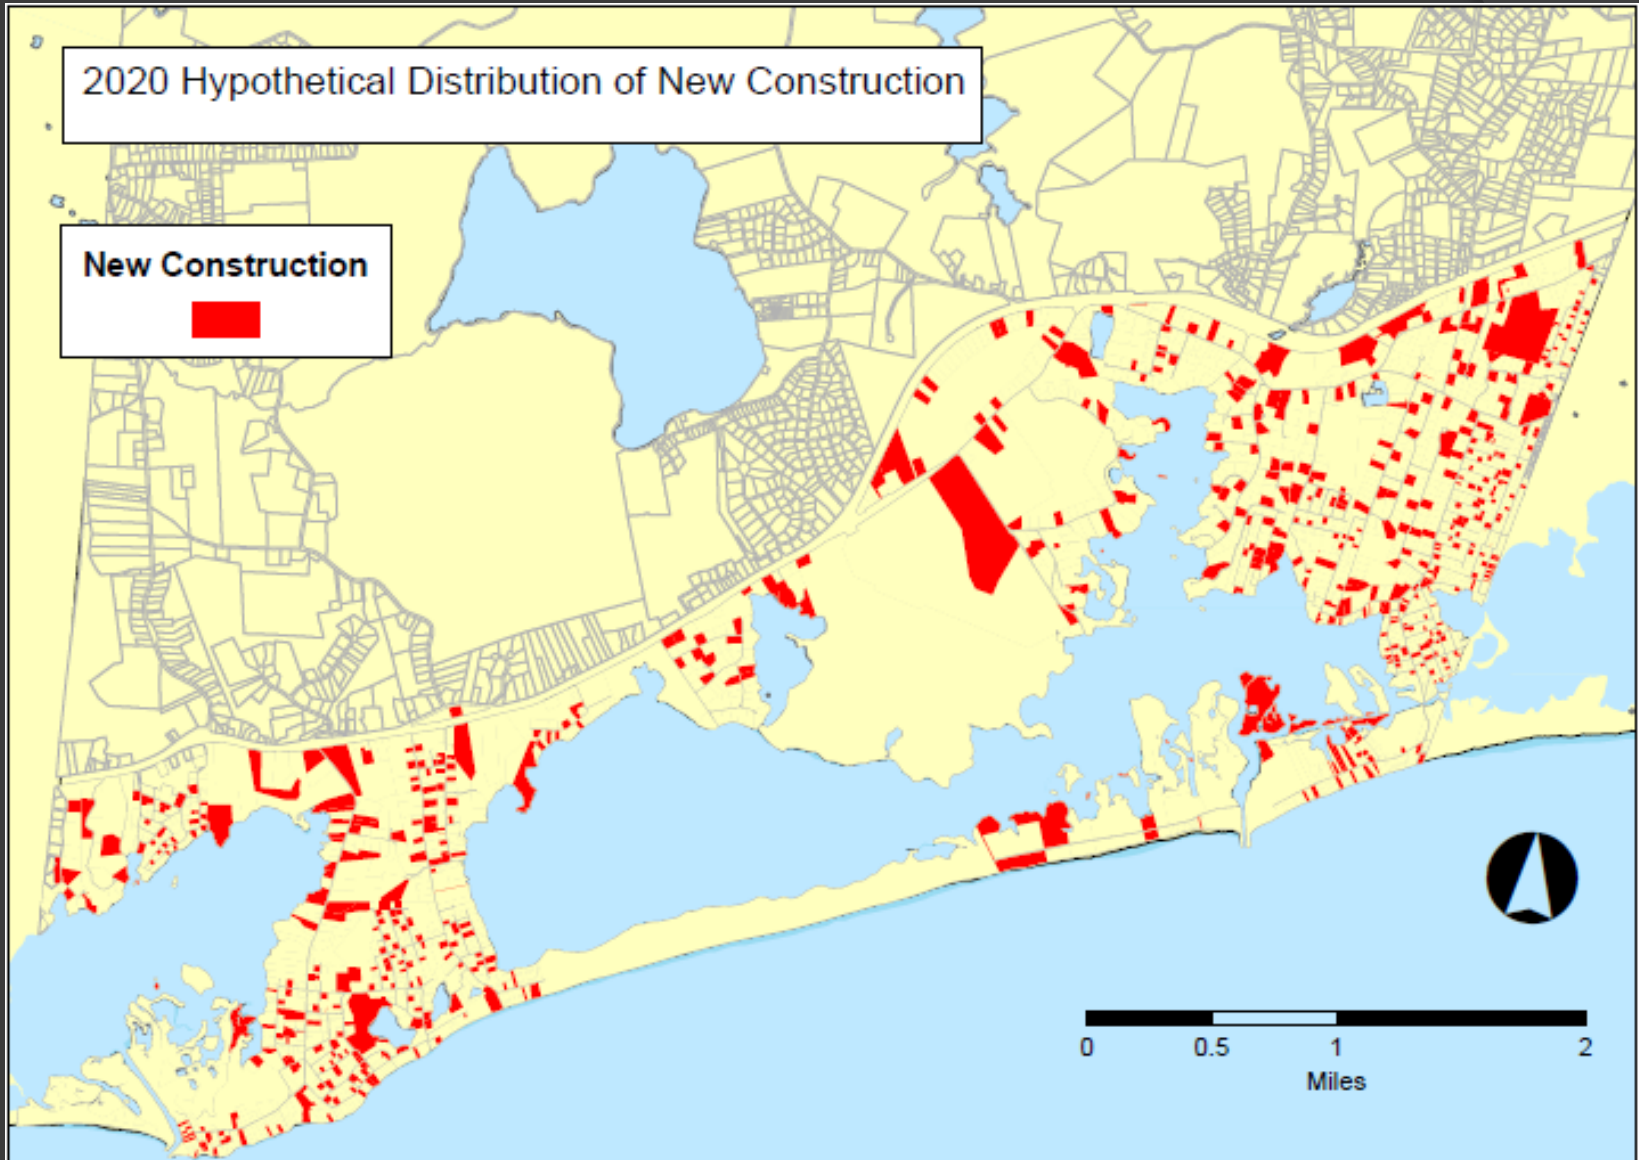 2020 Hypothetical Distribution of New Construction
New Construction
0 0.5 1 2
Miles